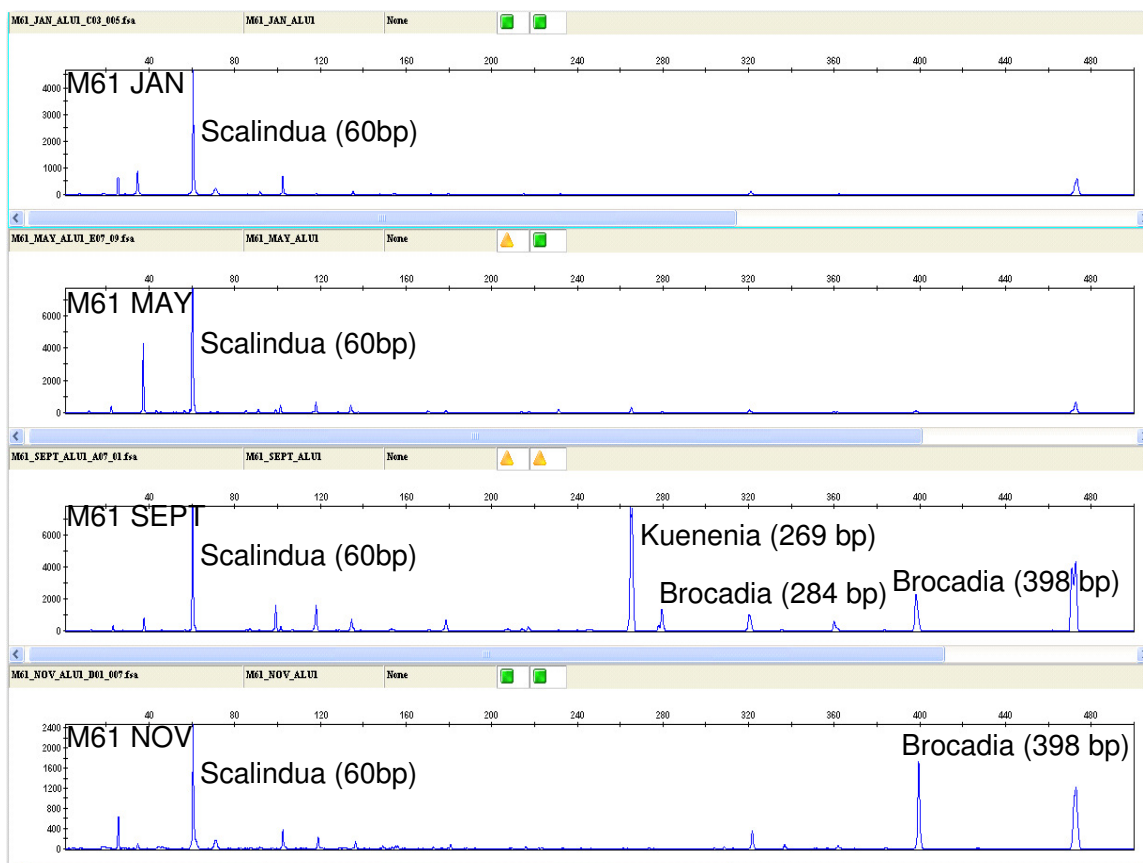 M61_JAN_ALU1_C03_005.fsa M61_JAN_ALU1 None
40 80 120 160 200 240 280 320 360 400 440 480
M61 JAN
Scalindua (60bp)
4000
3000
2000
1000
0
M61_MAY_ALU1_E07_09.fsa M61_MAY_ALU1 None
40 80 120 160 200 240 280 320 360 400 440 480
M61 MAY
Scalindua (60bp)
6000
4000
2000
0
M61_SEPT_ALU1_A07_01.fsa M61_SEPT_ALU1 None
40 80 120 160 200 240 280 320 360 400 440 480
M61 SEPT
Scalindua (60bp)
Kuenenia (269 bp)
Brocadia (284 bp)
Brocadia (398 bp)
6000
4000
2000
0
M61_NOV_ALU1_D01_007.fsa M61_NOV_ALU1 None
40 80 120 160 200 240 280 320 360 400 440 480
M61 NOV
Scalindua (60bp)
Brocadia (398 bp)
2400
2000
1600
1200
800
400
0